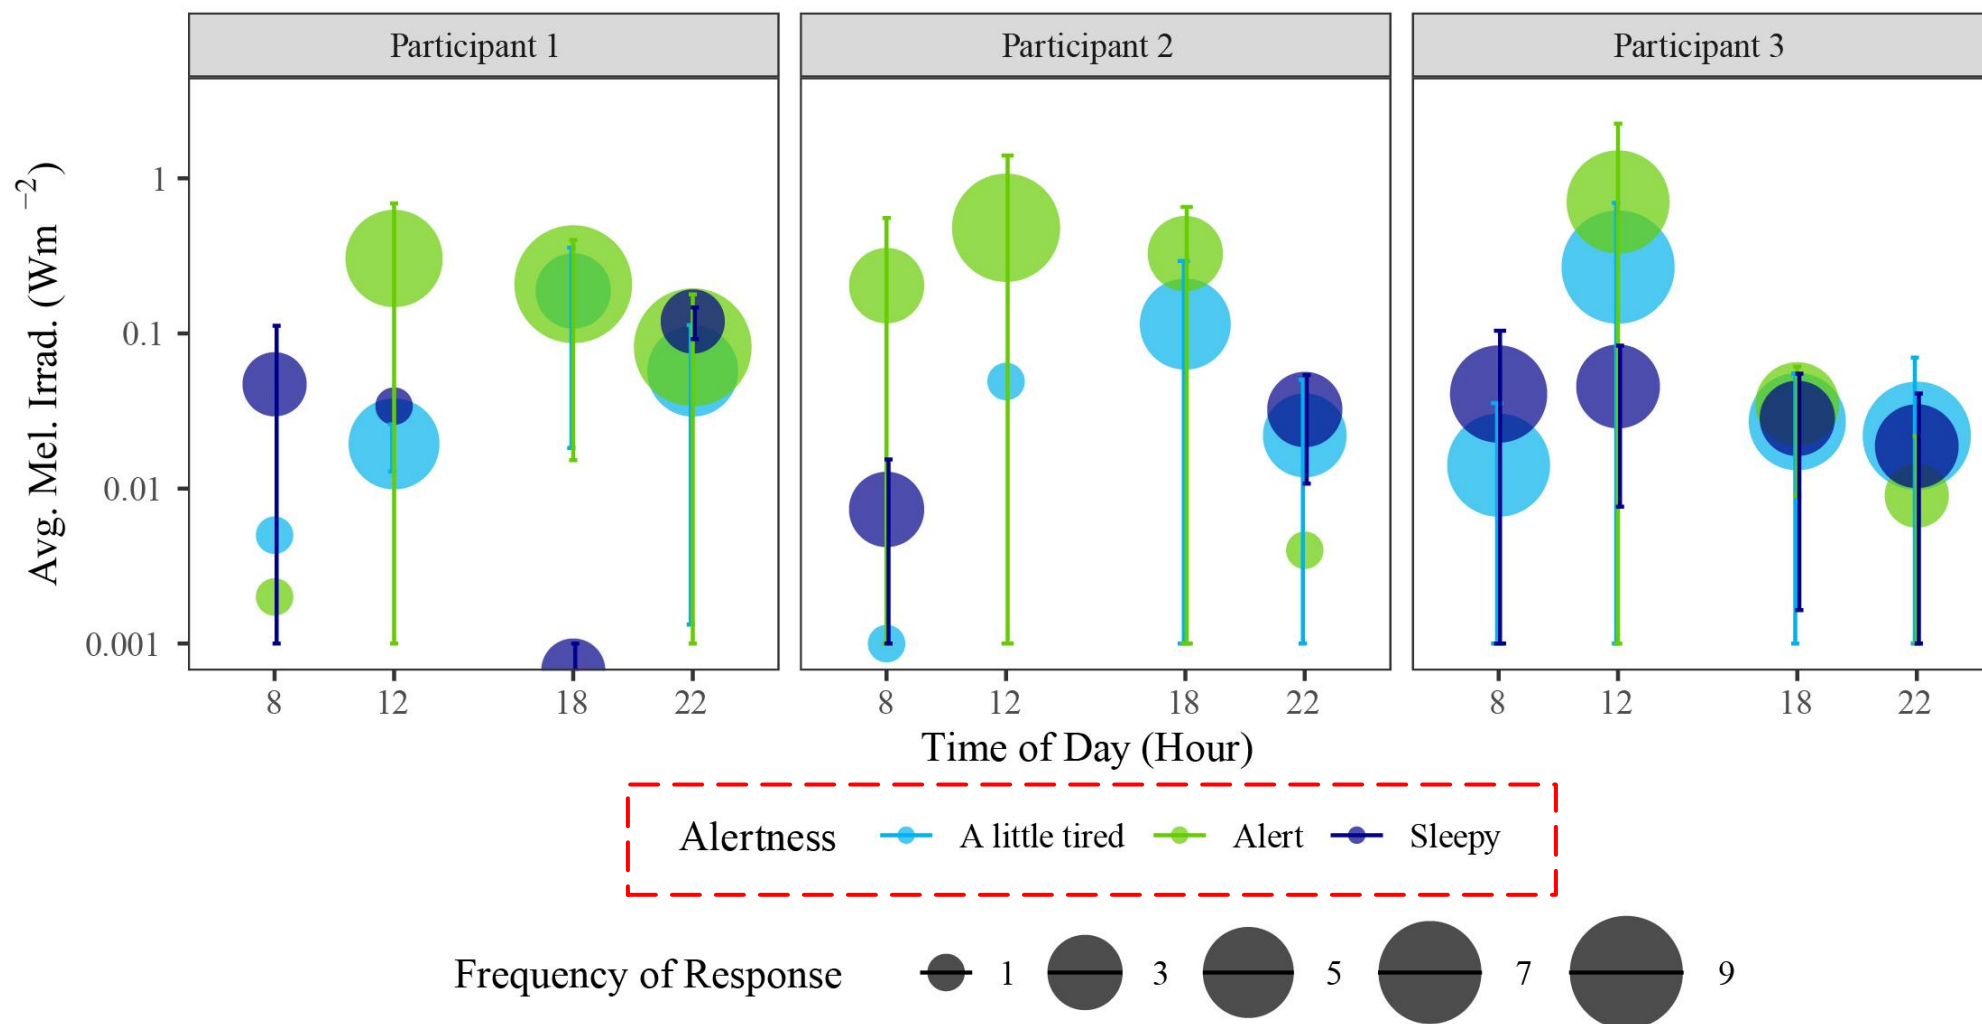 Participant 1 Participant 2 Participant 3
Avg. Mel. Irrad. (Wm ⁻²)
1
0.1
0.01
0.001
8 12 18 22 8 12 18 22 8 12 18 22
Time of Day (Hour)
Alertness A little tired Alert Sleepy
Frequency of Response 1 3 5 7 9